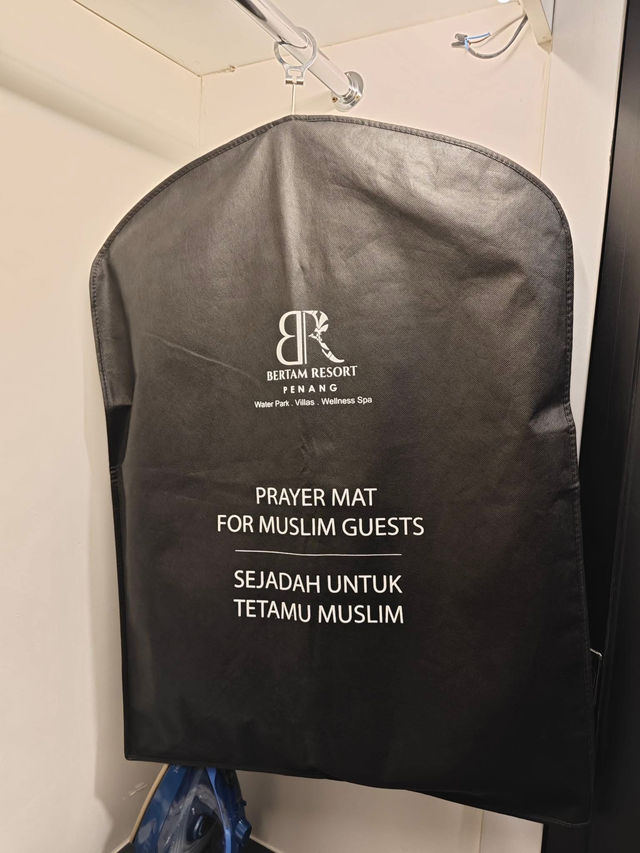 BR
BERTAM RESORT
PENANG
Water Park . Villas . Wellness Spa
PRAYER MAT
FOR MUSLIM GUESTS
SEJADAH UNTUK
TETAMU MUSLIM